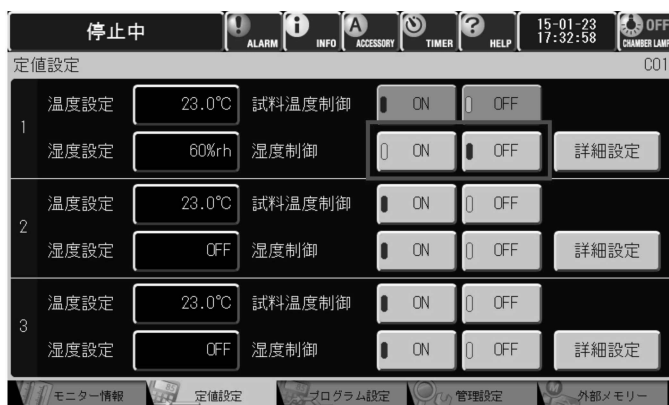 停止中 ALARM INFO ACCESSORY TIMER HELP 15-01-23 17:32:58 OFF CHAMBER LAMP
定値設定 C01
1
温度設定 23.0℃ 試料温度制御 ON OFF
湿度設定 60%rh 湿度制御 ON OFF 詳細設定
2
温度設定 23.0℃ 試料温度制御 ON OFF
湿度設定 OFF 湿度制御 ON OFF 詳細設定
3
温度設定 23.0℃ 試料温度制御 ON OFF
湿度設定 OFF 湿度制御 ON OFF 詳細設定
モニター情報 定値設定 プログラム設定 管理設定 外部メモリー